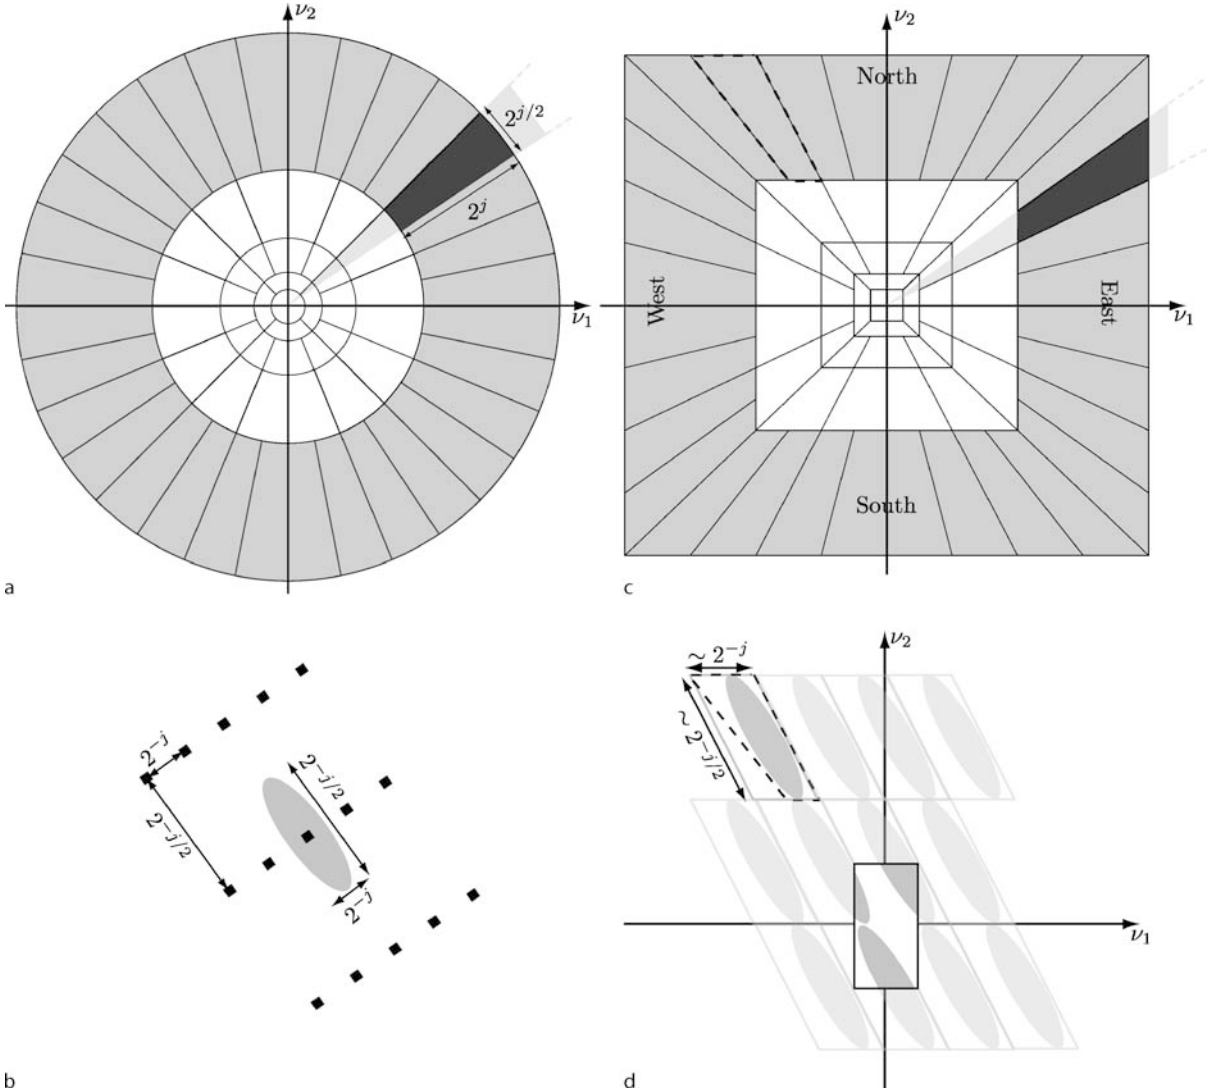 ν₂
2^{j/2}
2^j
ν₁
a
ν₂
North
West
East
ν₁
South
c
2^{-j}
2^{-j/2}
2^{-j/2}
2^{-j}
b
ν₂
∼ 2^{-j}
∼ 2^{-j/2}
ν₁
d